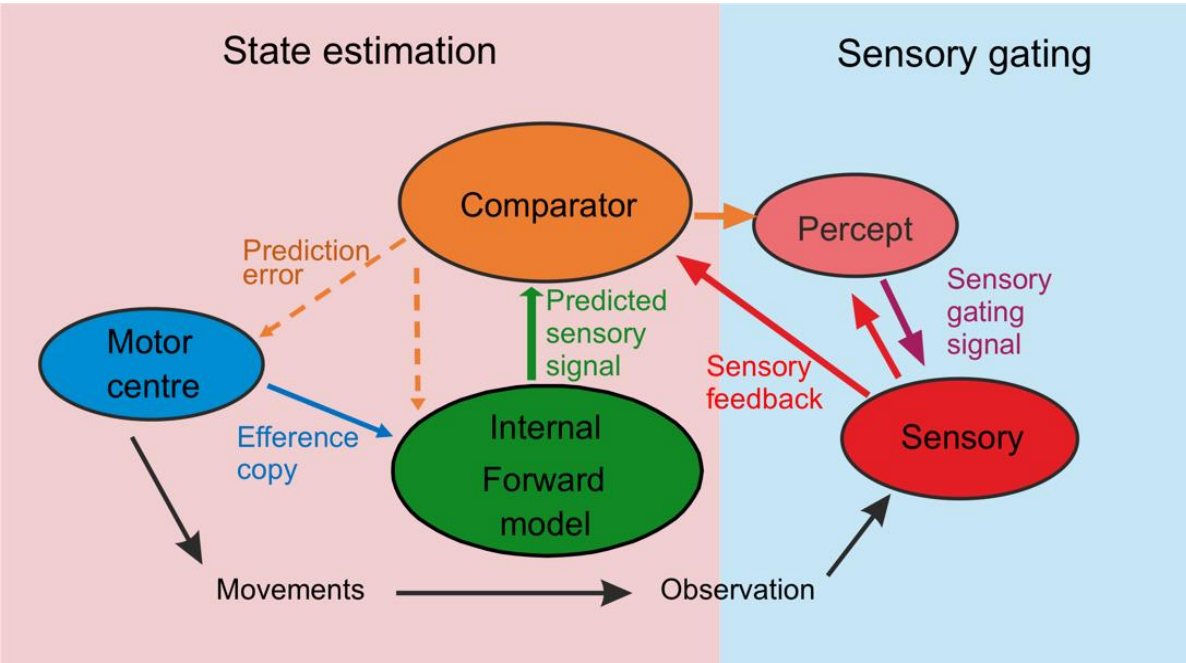 State estimation
Sensory gating
Comparator
Percept
Prediction
error
Sensory
gating
signal
Predicted
sensory
signal
Motor
centre
Sensory
feedback
Efference
copy
Internal
Forward
model
Sensory
Movements
Observation